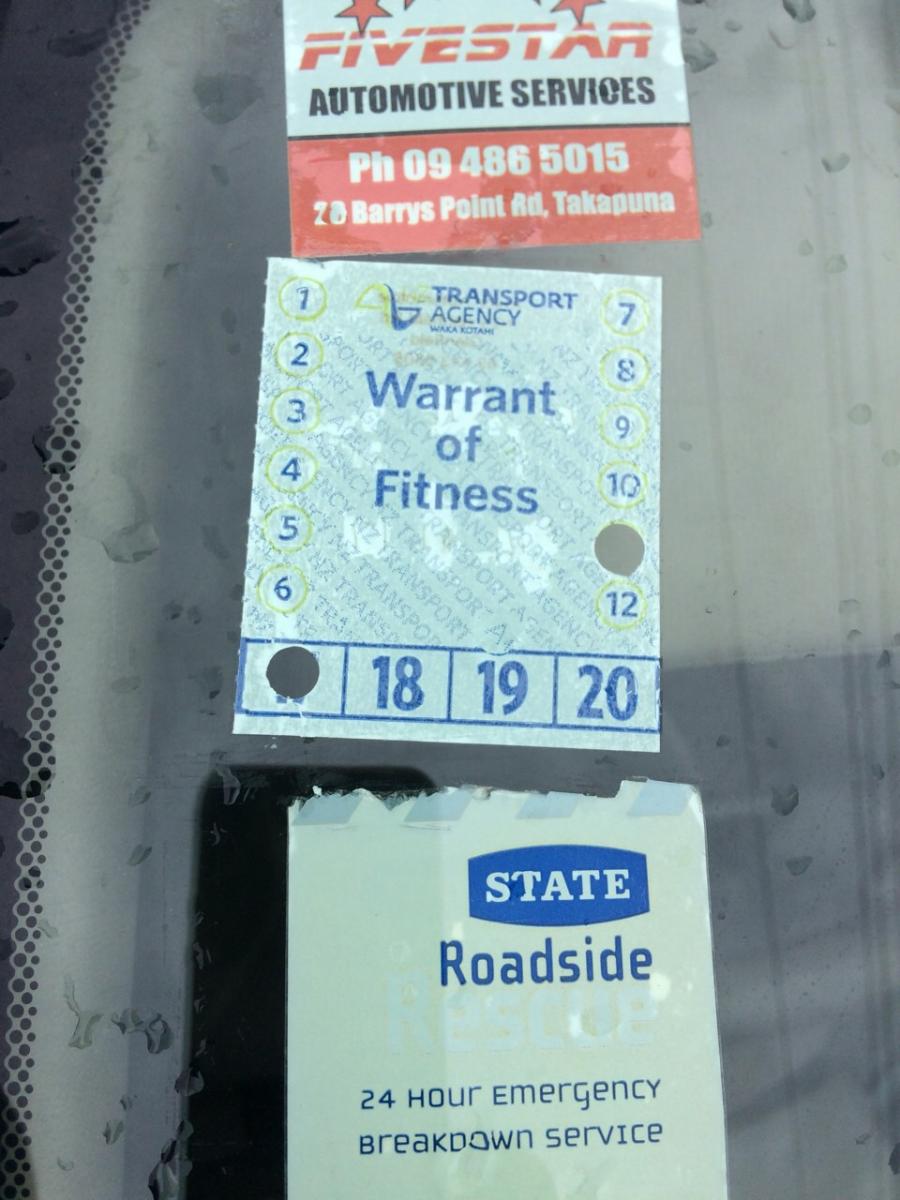 FIVESTAR
AUTOMOTIVE SERVICES
Ph 09 486 5015
28 Barrys Point Rd, Takapuna
TRANSPORT
AGENCY
WAKA KOTAHI
Warrant
of
Fitness
1
2
3
4
5
6
7
8
9
10
12
18 19 20
STATE
Roadside
Rescue
24 Hour Emergency
Breakdown service